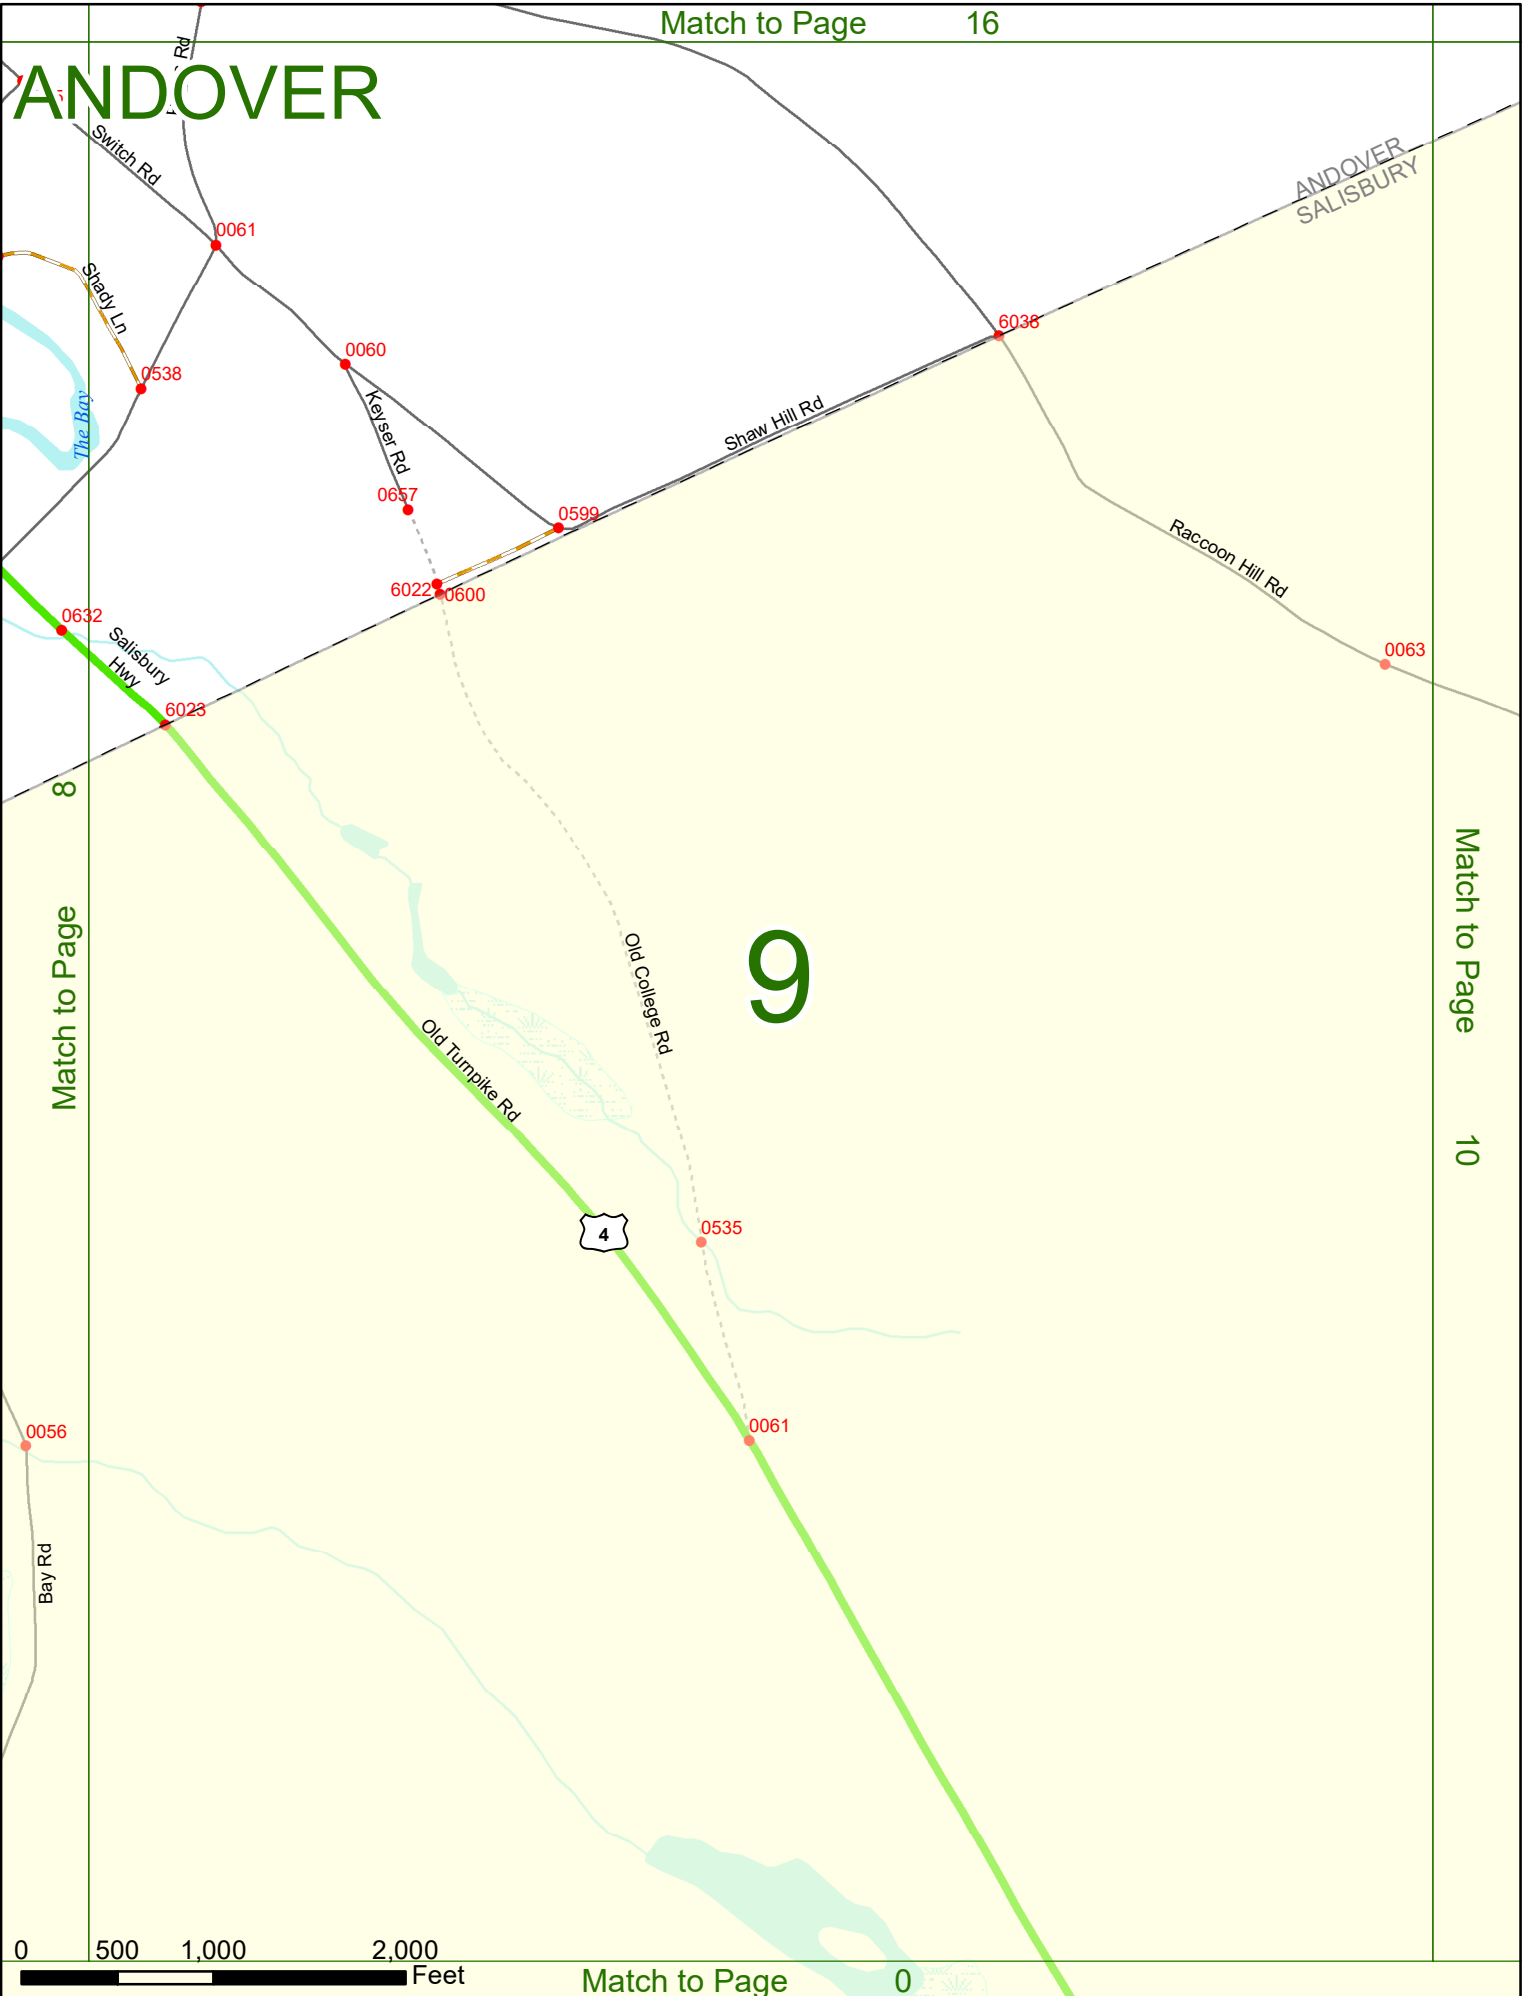 Match to Page 16
ANDOVER
Rd
Switch Rd
ANDOVER
SALISBURY
0061
Shady Ln
6038
0060
0538
The Bay
Keyser Rd
Shaw Hill Rd
0657
0599
Raccoon Hill Rd
6022
0600
0632
Salisbury
Hwy
0063
6023
Match to Page 8
Match to Page 10
9
Old College Rd
Old Turnpike Rd
4
0535
0061
0056
Bay Rd
0 500 1,000 2,000
Feet
Match to Page 0